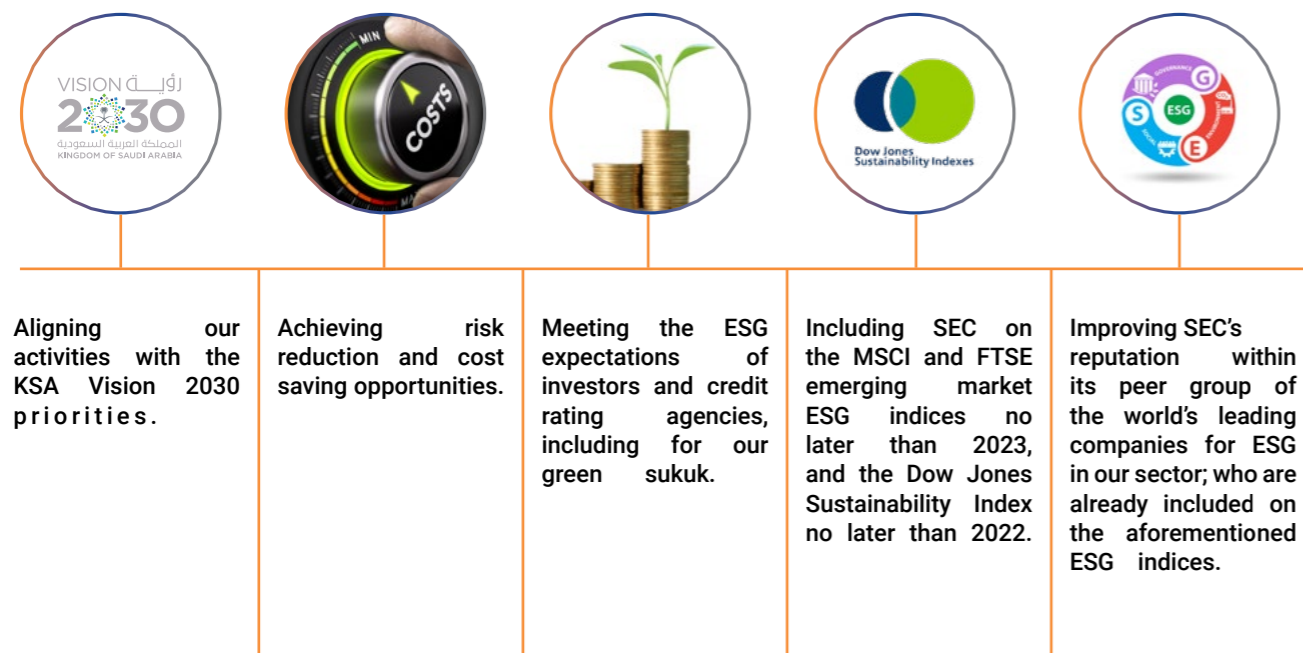 VISION رؤيـــة
2030
المملكة العربية السعودية
KINGDOM OF SAUDI ARABIA
MIN
COSTS
MA
Dow Jones
Sustainability Indexes
GOVERNANCE
G
S
ESG
SOCIAL
ENVIRONMENT
E
Aligning our
activities with the
KSA Vision 2030
priorities.
Achieving risk
reduction and cost
saving opportunities.
Meeting the ESG
expectations of
investors and credit
rating agencies,
including for our
green sukuk.
Including SEC on
the MSCI and FTSE
emerging market
ESG indices no
later than 2023,
and the Dow Jones
Sustainability Index
no later than 2022.
Improving SEC’s
reputation within
its peer group of
the world’s leading
companies for ESG
in our sector; who are
already included on
the aforementioned
ESG indices.